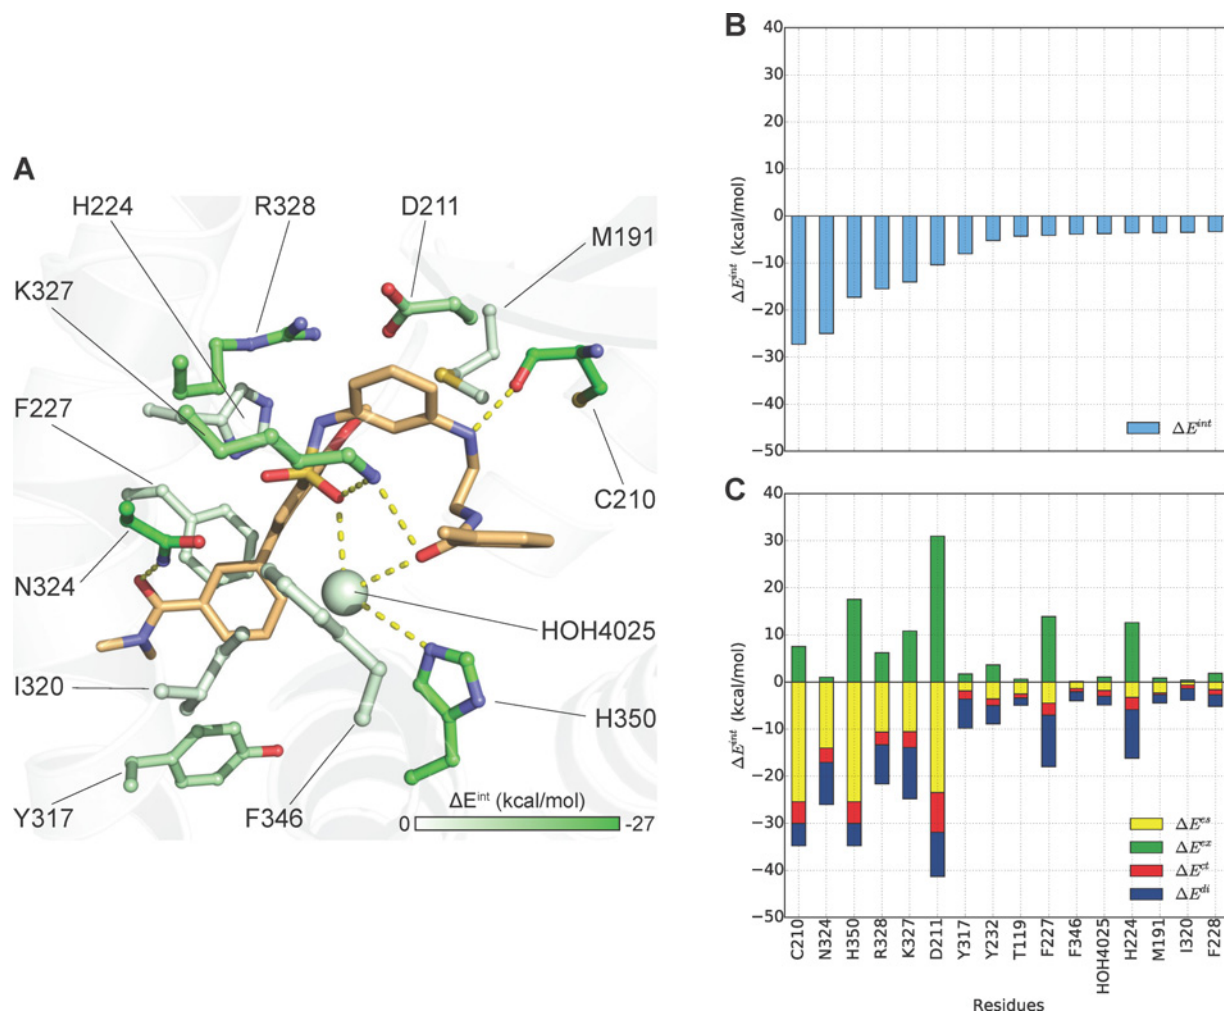 A
H224
R328
D211
M191
K327
F227
N324
C210
HOH4025
I320
H350
Y317
F346
ΔE^int (kcal/mol)
0
-27
B
40
30
20
10
0
−10
−20
−30
−40
−50
ΔE^int (kcal/mol)
ΔE^int
C
40
30
20
10
0
−10
−20
−30
−40
−50
ΔE^int (kcal/mol)
ΔE^es
ΔE^ex
ΔE^ct
ΔE^di
C210
N324
H350
R328
K327
D211
Y317
Y232
T119
F227
F346
HOH4025
H224
M191
I320
F228
Residues